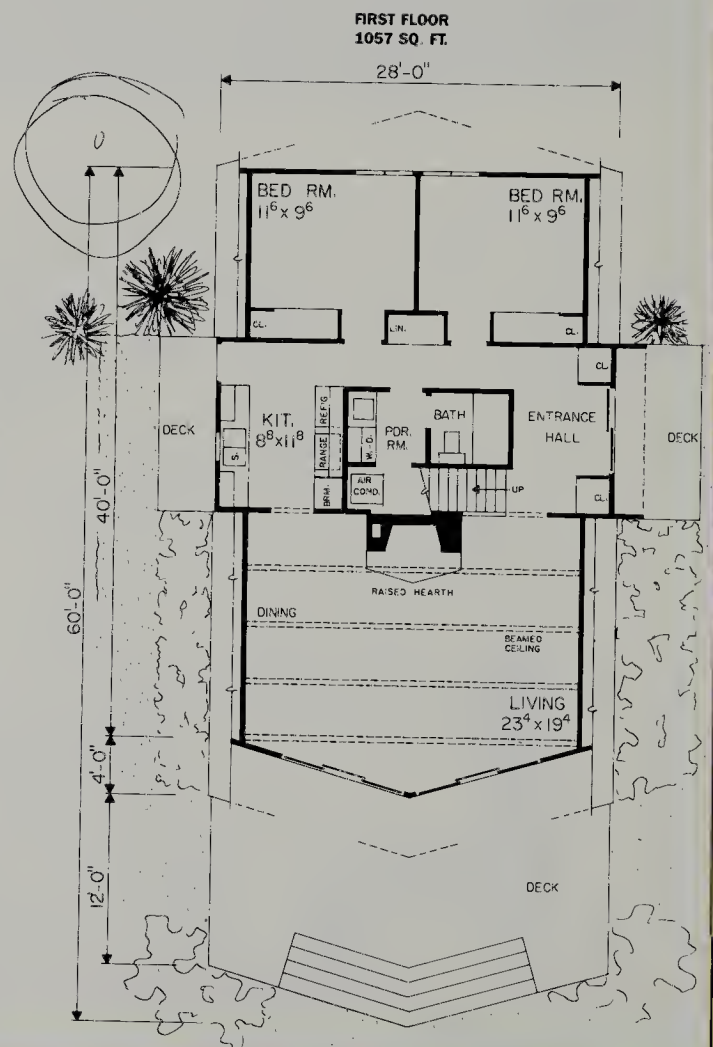 FIRST FLOOR
1057 SQ. FT.
28'-0"
BED RM.
11⁶ x 9⁶
BED RM.
11⁶ x 9⁶
CL.
LIN.
CL.
CL.
DECK
KIT.
8⁸x11⁸
S.
REF'G
RANGE
BRM.
W.-D.
PDR.
RM.
BATH
AIR
COND.
UP
ENTRANCE
HALL
CL.
DECK
40'-0"
60'-0"
RAISED HEARTH
DINING
BEAMED
CEILING
LIVING
23⁴ x 19⁴
4'-0"
12'-0"
DECK